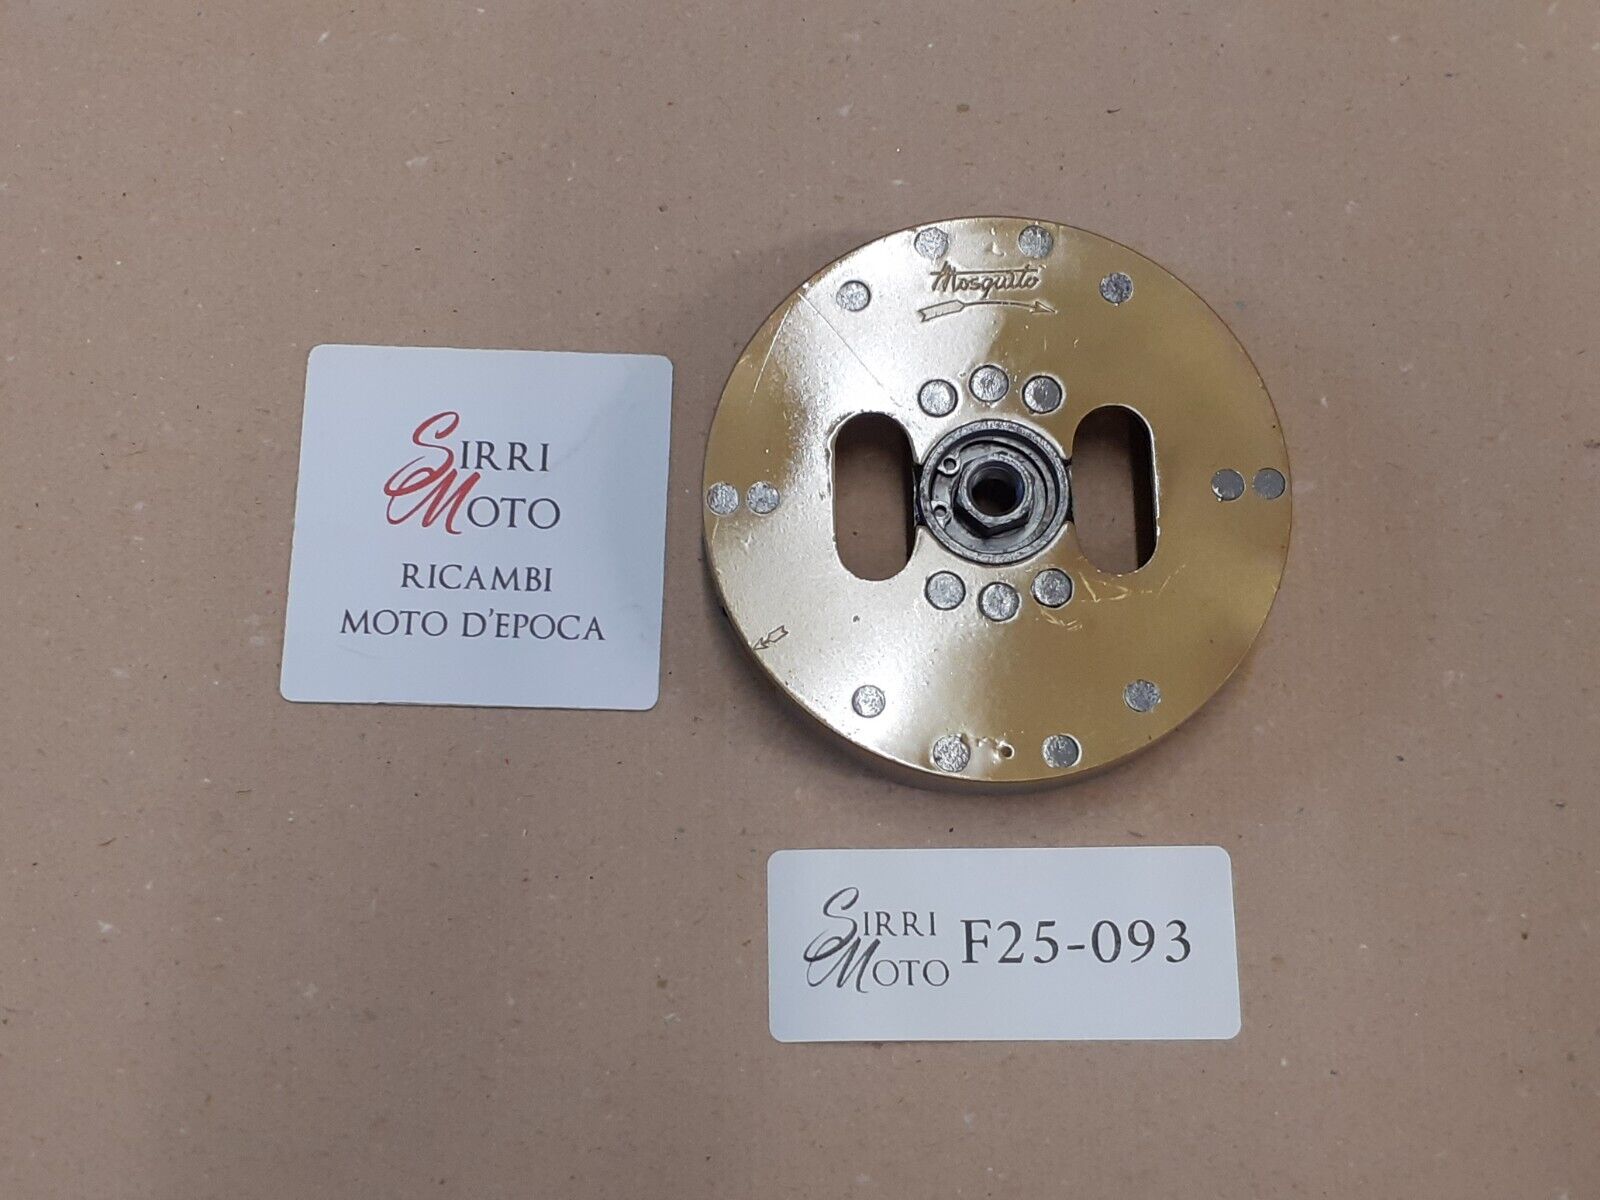 SIRRI
MOTO
RICAMBI
MOTO D'EPOCA
Mosquito
SIRRI
MOTO
F25-093